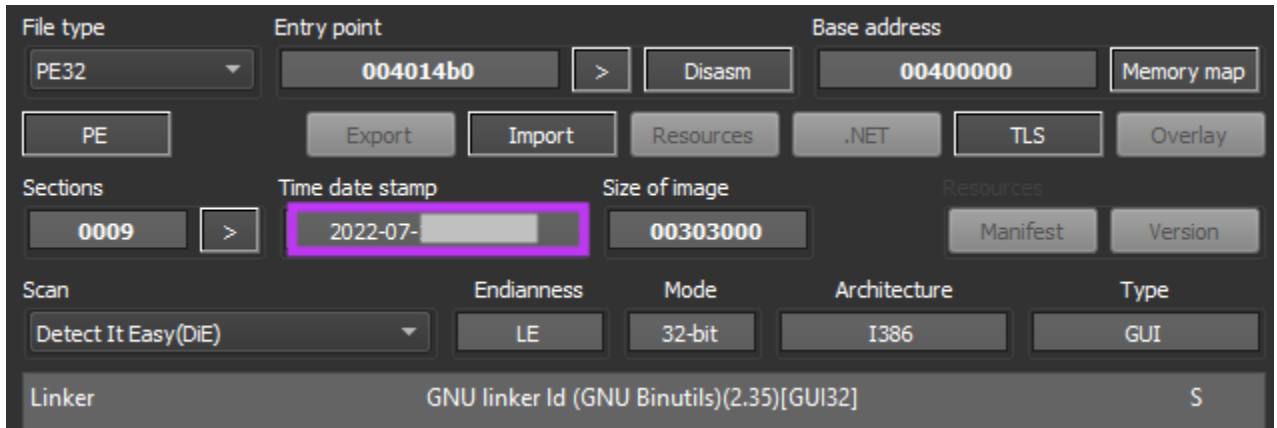 File type Entry point Base address
PE32 004014b0 > Disasm 00400000 Memory map
PE Export Import Resources .NET TLS Overlay
Sections Time date stamp Size of image Resources
0009 > 2022-07- 00303000 Manifest Version
Scan Endianness Mode Architecture Type
Detect It Easy(DiE) LE 32-bit I386 GUI
Linker GNU linker ld (GNU Binutils)(2.35)[GUI32] S